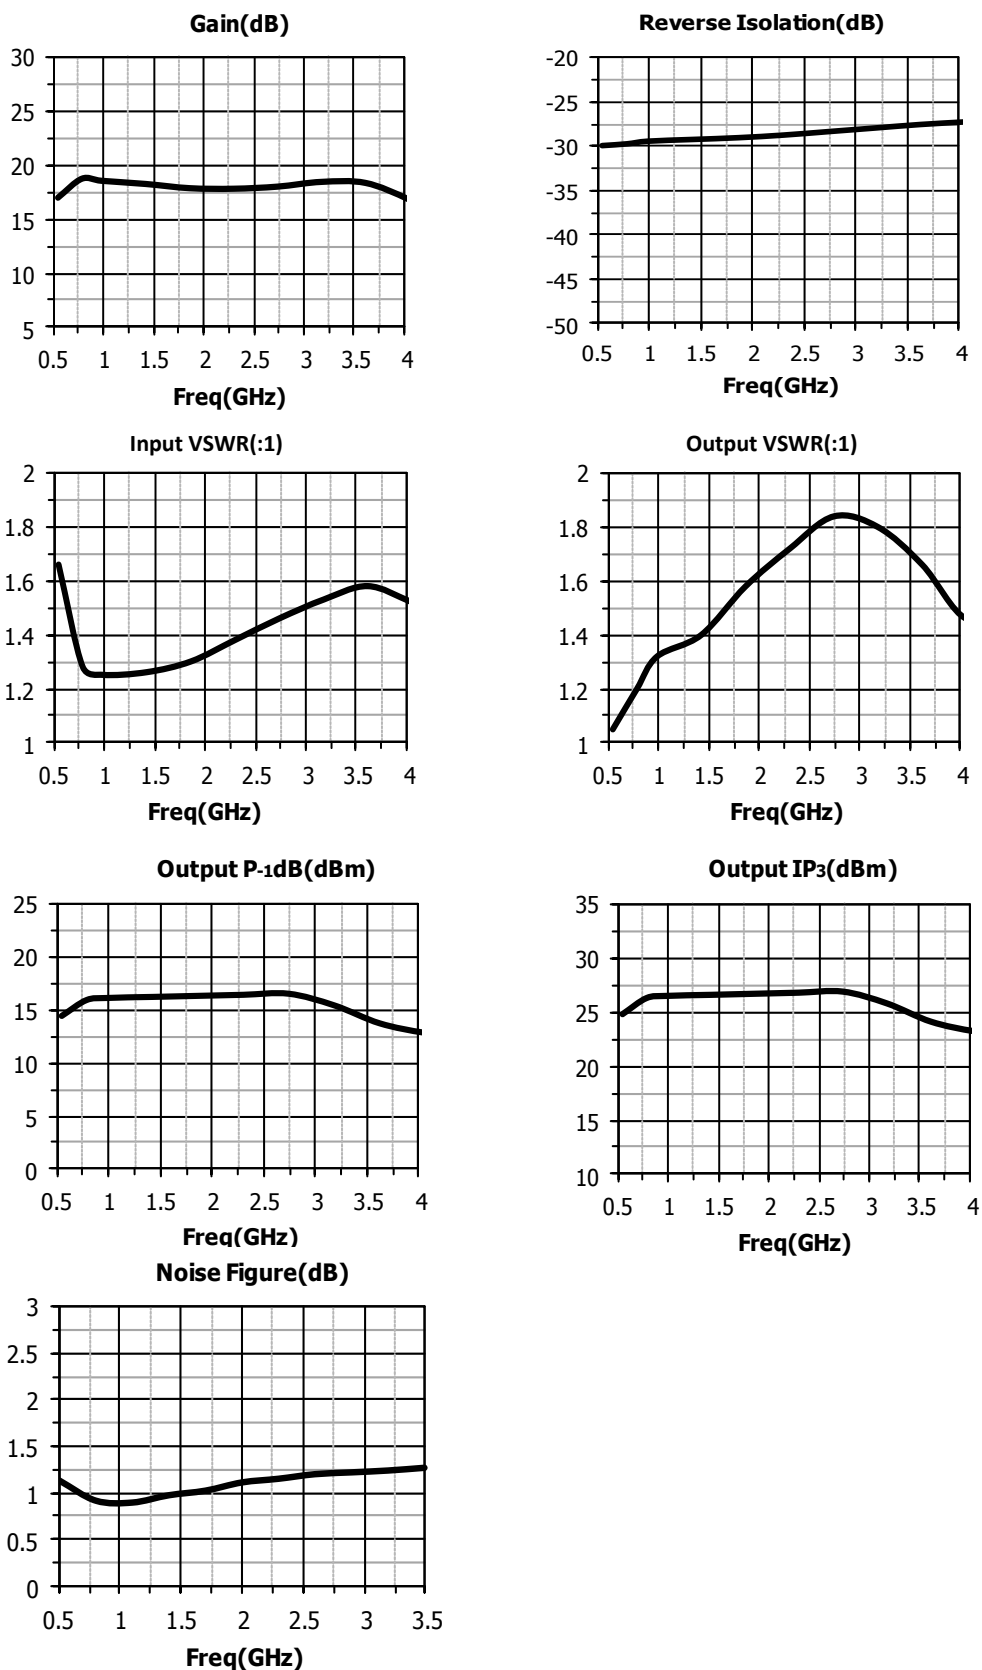 Gain(dB)
30
25
20
15
10
5
0.5 1 1.5 2 2.5 3 3.5 4
Freq(GHz)
Reverse Isolation(dB)
-20
-25
-30
-35
-40
-45
-50
0.5 1 1.5 2 2.5 3 3.5 4
Freq(GHz)
Input VSWR(:1)
2
1.8
1.6
1.4
1.2
1
0.5 1 1.5 2 2.5 3 3.5 4
Freq(GHz)
Output VSWR(:1)
2
1.8
1.6
1.4
1.2
1
0.5 1 1.5 2 2.5 3 3.5 4
Freq(GHz)
Output P-1dB(dBm)
25
20
15
10
5
0
0.5 1 1.5 2 2.5 3 3.5 4
Freq(GHz)
Output IP3(dBm)
35
30
25
20
15
10
0.5 1 1.5 2 2.5 3 3.5 4
Freq(GHz)
Noise Figure(dB)
3
2.5
2
1.5
1
0.5
0
0.5 1 1.5 2 2.5 3 3.5
Freq(GHz)